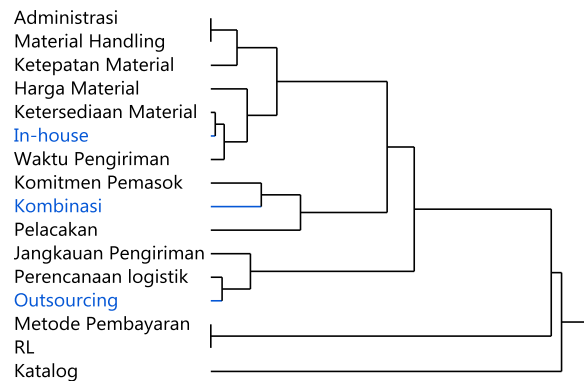 Administrasi
Material Handling
Ketepatan Material
Harga Material
Ketersediaan Material
In-house
Waktu Pengiriman
Komitmen Pemasok
Kombinasi
Pelacakan
Jangkauan Pengiriman
Perencanaan logistik
Outsourcing
Metode Pembayaran
RL
Katalog